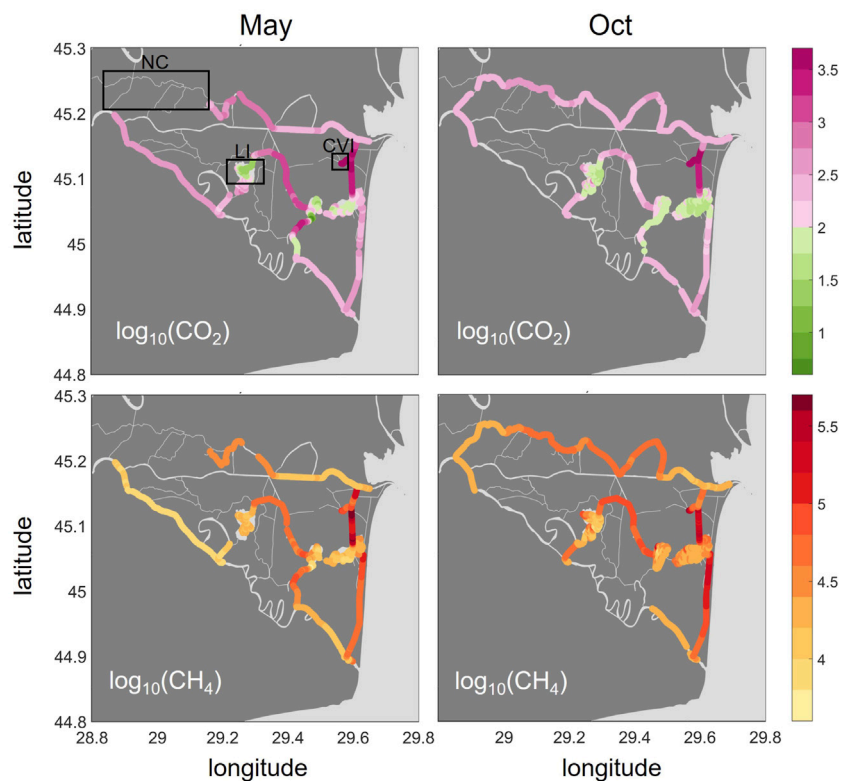 May Oct
45.3
NC
45.2
LI CVI
45.1
latitude
45
44.9
log10(CO2) log10(CO2)
44.8
3.5
3
2.5
2
1.5
1
45.3
45.2
45.1
latitude
45
44.9
log10(CH4) log10(CH4)
44.8
5.5
5
4.5
4
28.8 29 29.2 29.4 29.6 29.8 29 29.2 29.4 29.6 29.8
longitude longitude